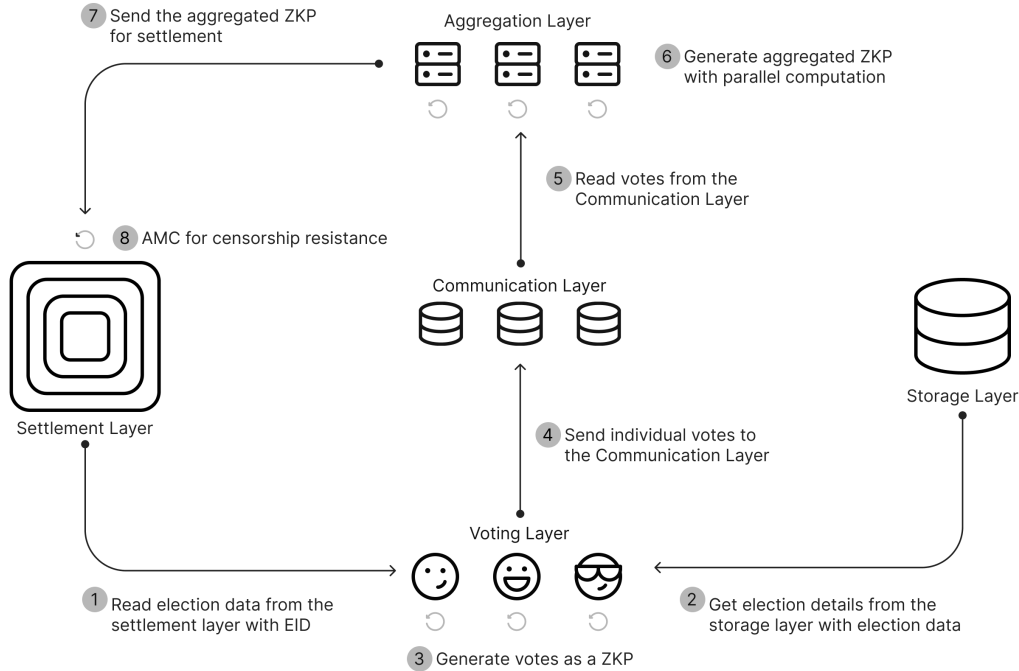 7 Send the aggregated ZKP
for settlement
Aggregation Layer
6 Generate aggregated ZKP
with parallel computation
5 Read votes from the
Communication Layer
8 AMC for censorship resistance
Communication Layer
Storage Layer
Settlement Layer
4 Send individual votes to
the Communication Layer
Voting Layer
1 Read election data from the
settlement layer with EID
2 Get election details from the
storage layer with election data
3 Generate votes as a ZKP